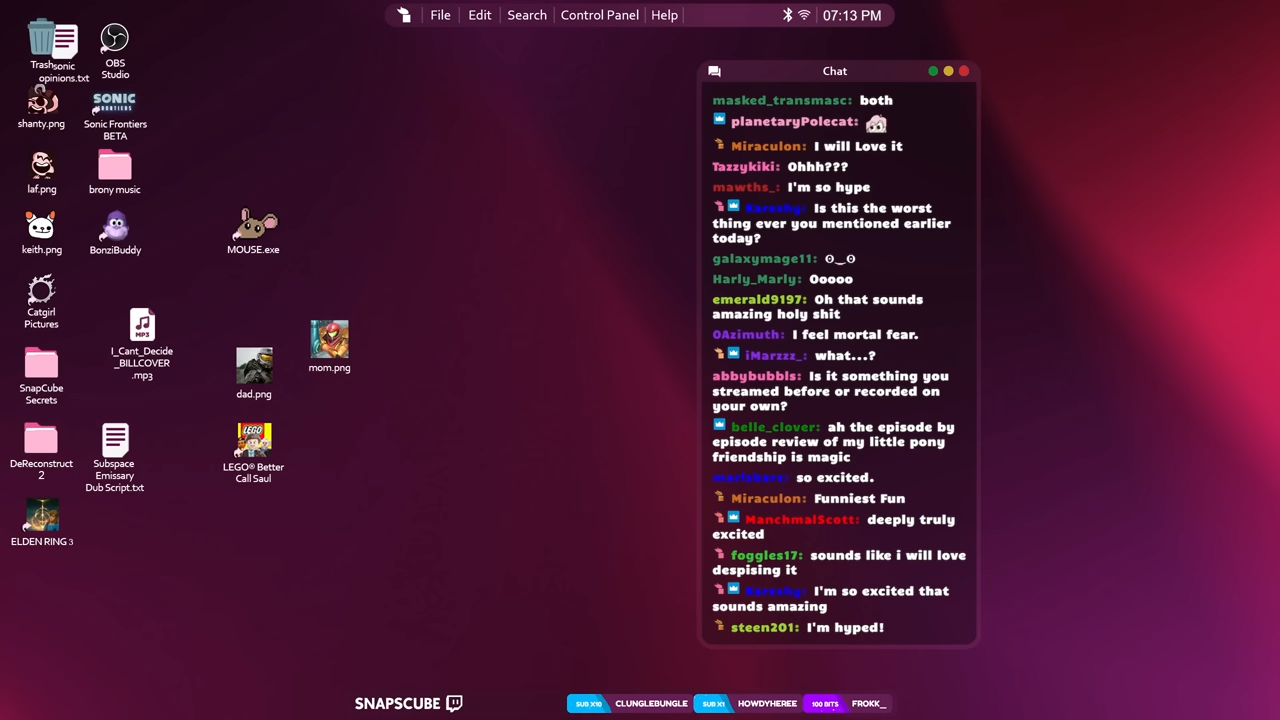 File
Edit
Search
Control Panel
Help
07:13 PM
Trash
sonic
opinions.txt
OBS
Studio
shanty.png
SONIC
FRONTIERS
Sonic Frontiers
BETA
laf.png
brony music
keith.png
BonziBuddy
MOUSE.exe
Catgirl
Pictures
MP3
I_Cant_Decide
_BILLCOVER
.mp3
mom.png
SnapCube
Secrets
dad.png
DeReconstruct
2
Subspace
Emissary
Dub Script.txt
LEGO
LEGO® Better
Call Saul
ELDEN RING 3
Chat
masked_transmasc: both
planetaryPolecat:
Miraculon: I will Love it
Tazzykiki: Ohhh???
mawths_: I'm so hype
Is this the worst
thing ever you mentioned earlier
today?
galaxymage11: ʘ‿ʘ
Harly_Marly: Ooooo
emerald9197: Oh that sounds
amazing holy shit
OAzimuth: I feel mortal fear.
iMarzzz_: what...?
abbybubbls: Is it something you
streamed before or recorded on
your own?
belle_clover: ah the episode by
episode review of my little pony
friendship is magic
so excited.
Miraculon: Funniest Fun
ManchmalScott: deeply truly
excited
foggles17: sounds like i will love
despising it
I'm so excited that
sounds amazing
steen201: I'm hyped!
SNAPSCUBE
SUB X10 CLUNGLEBUNGLE
SUB X1 HOWDYHEREE
100 BITS FROKK_